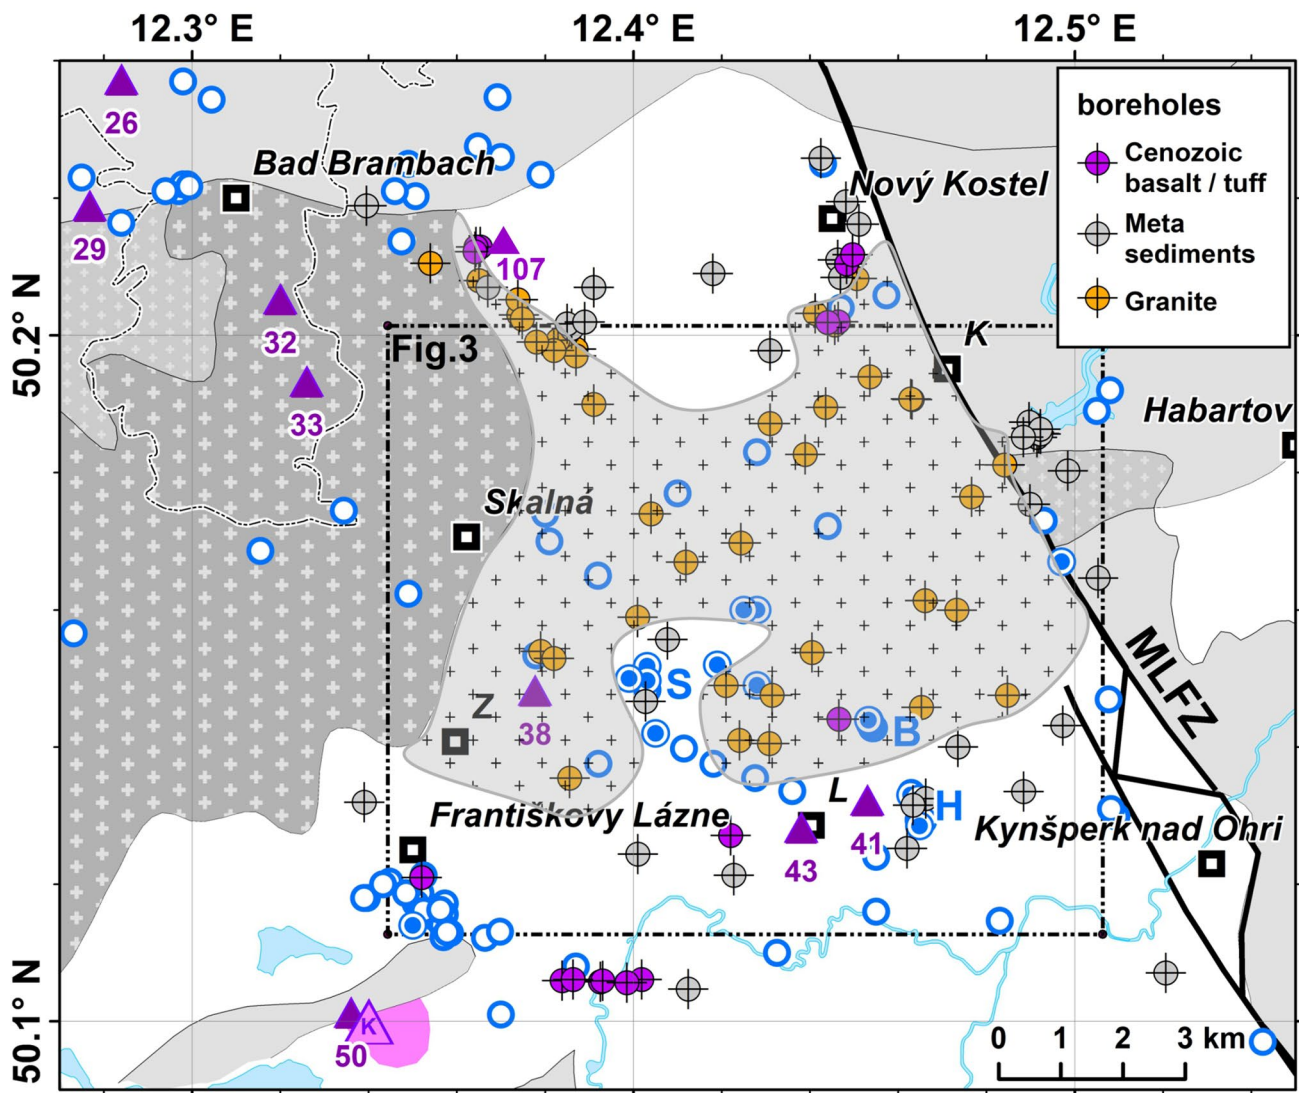 12.3° E 12.4° E 12.5° E
50.2° N
50.1° N
boreholes
Cenozoic
basalt / tuff
Meta
sediments
Granite
26
Bad Brambach
Nový Kostel
29
107
32
Fig.3
K
33
Habartov
Skalná
MLFZ
S
Z
38
B
L
Františkovy Lázne
H
41
Kynšperk nad Ohri
43
K
50
0 1 2 3 km